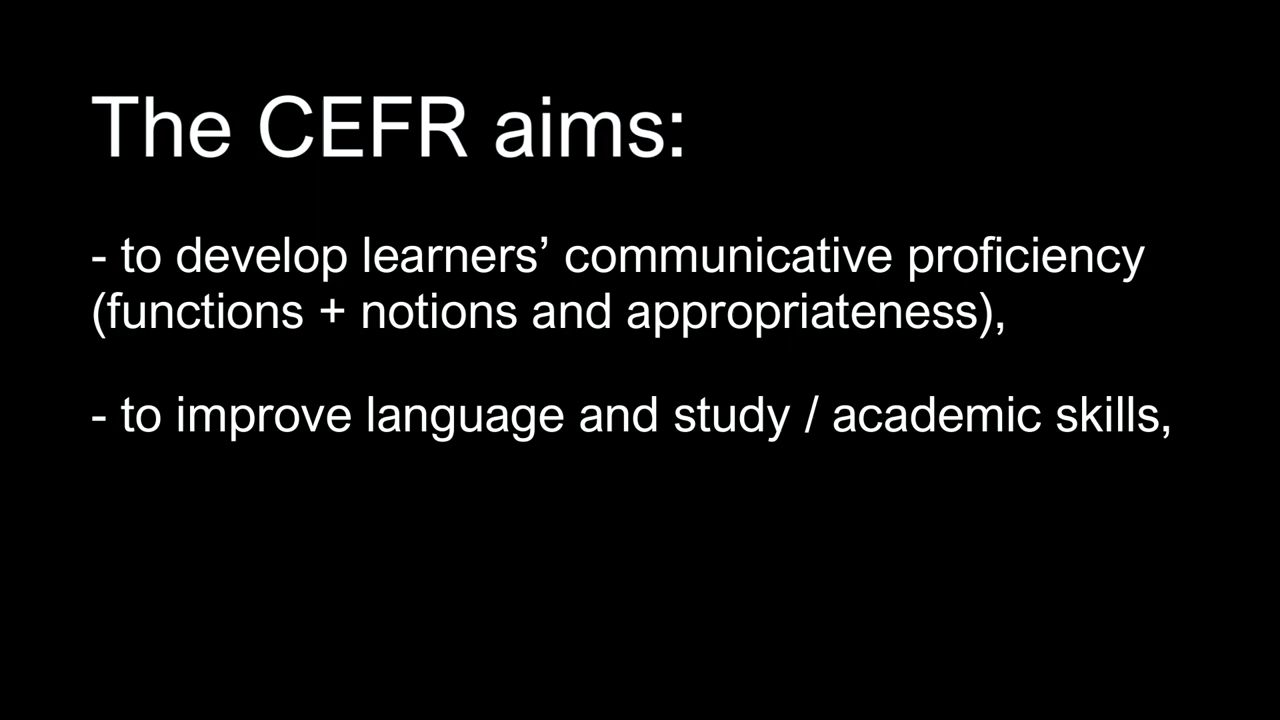 The CEFR aims:
- to develop learners’ communicative proficiency
(functions + notions and appropriateness),
- to improve language and study / academic skills,